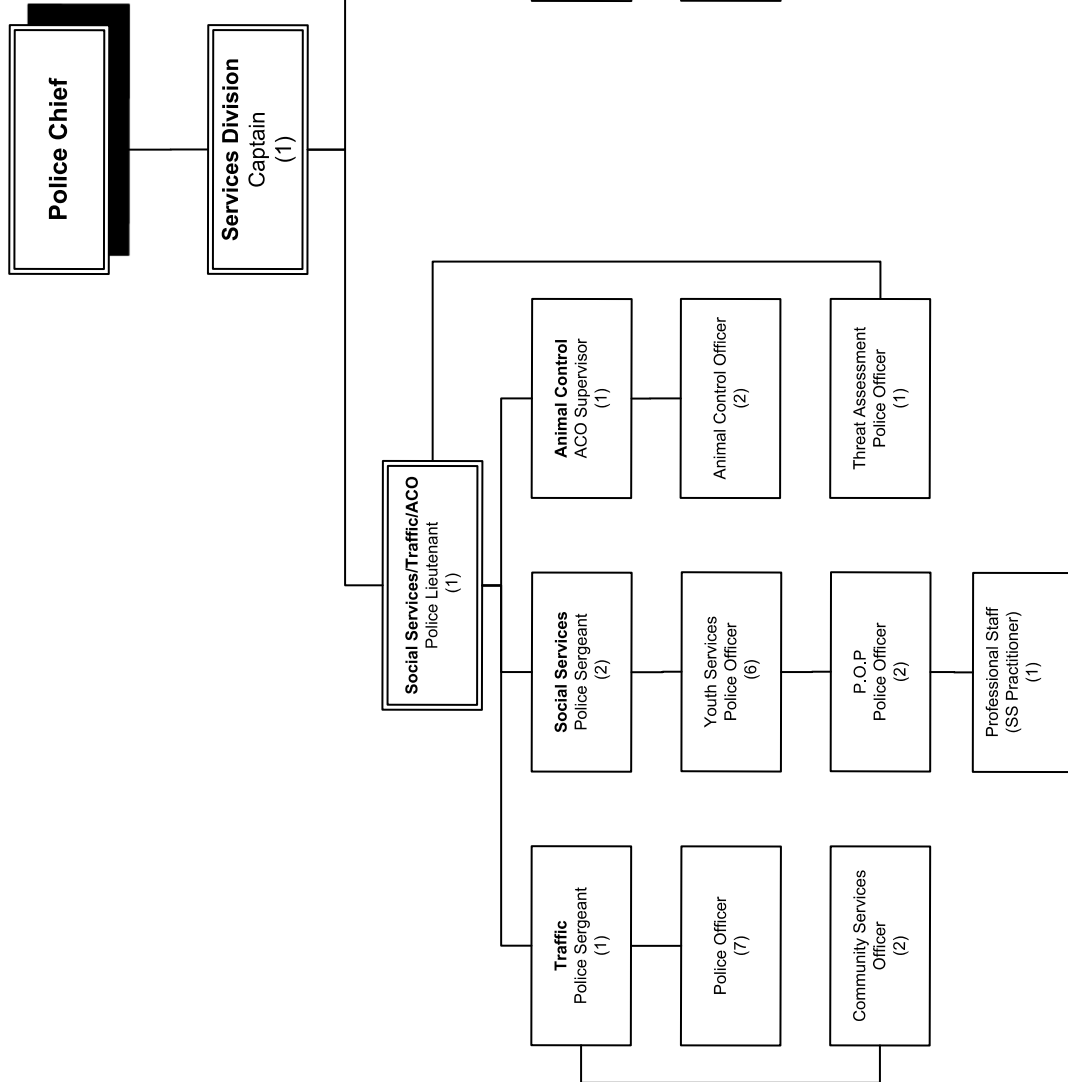 Police Chief
Services Division
Captain
(1)
Social Services/Traffic/ACO
Police Lieutenant
(1)
Traffic
Police Sergeant
(1)
Police Officer
(7)
Community Services
Officer
(2)
Social Services
Police Sergeant
(2)
Youth Services
Police Officer
(6)
P.O.P
Police Officer
(2)
Professional Staff
(SS Practitioner)
(1)
Animal Control
ACO Supervisor
(1)
Animal Control Officer
(2)
Threat Assessment
Police Officer
(1)